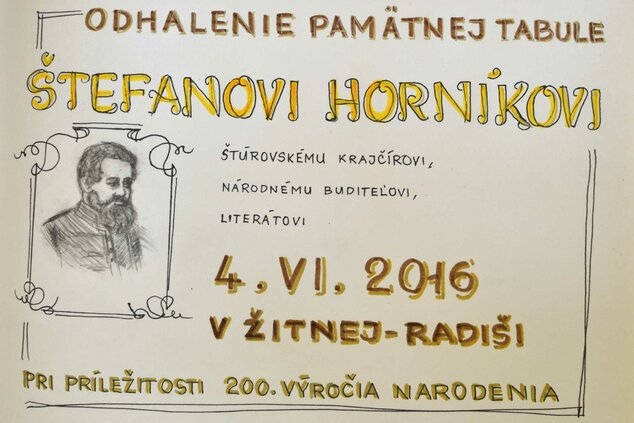 ODHALENIE PAMÄTNEJ TABULE
ŠTEFANOVI HORNÍKOVI
ŠTÚROVSKÉMU KRAJČÍROVI,
NÁRODNÉMU BUDITEĽOVI,
LITERÁTOVI
4. VI. 2016
V ŽITNEJ-RADIŠI
PRI PRÍLEŽITOSTI 200. VÝROČIA NARODENIA